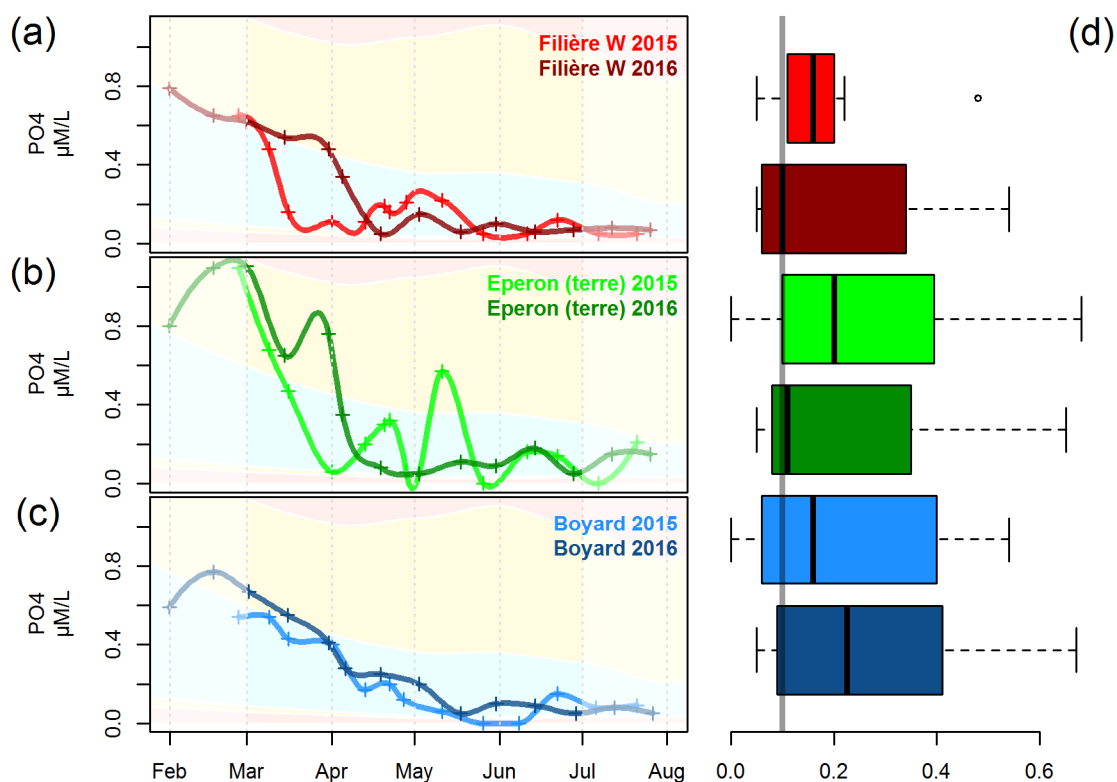 (a)
(d)
Filière W 2015
Filière W 2016
PO4
µM/L
0.0
0.4
0.8
(b)
Eperon (terre) 2015
Eperon (terre) 2016
PO4
µM/L
0.0
0.4
0.8
(c)
Boyard 2015
Boyard 2016
PO4
µM/L
0.0
0.4
0.8
Feb Mar Apr May Jun Jul Aug
0.0 0.2 0.4 0.6